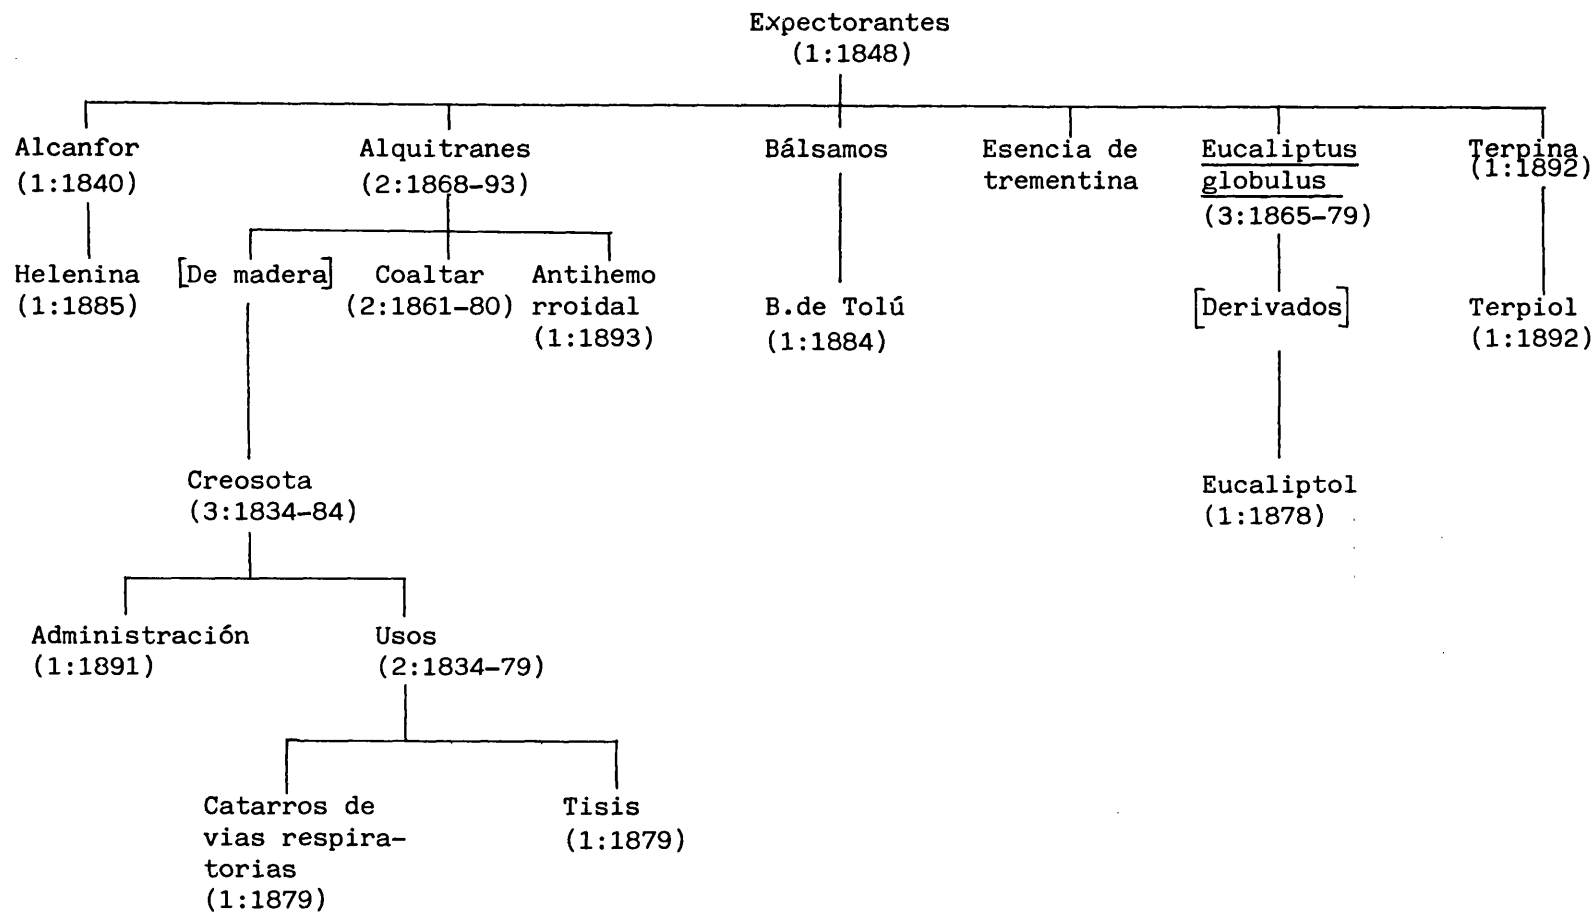 Expectorantes
(1:1848)
Alcanfor
(1:1840)
Alquitranes
(2:1868-93)
Bálsamos
Esencia de
trementina
Eucaliptus
globulus
(3:1865-79)
Terpina
(1:1892)
Helenina
(1:1885)
[De madera]
Coaltar
(2:1861-80)
Antihemo
rroidal
(1:1893)
B.de Tolú
(1:1884)
[Derivados]
Terpiol
(1:1892)
Creosota
(3:1834-84)
Eucaliptol
(1:1878)
Administración
(1:1891)
Usos
(2:1834-79)
Catarros de
vias respira-
torias
(1:1879)
Tisis
(1:1879)